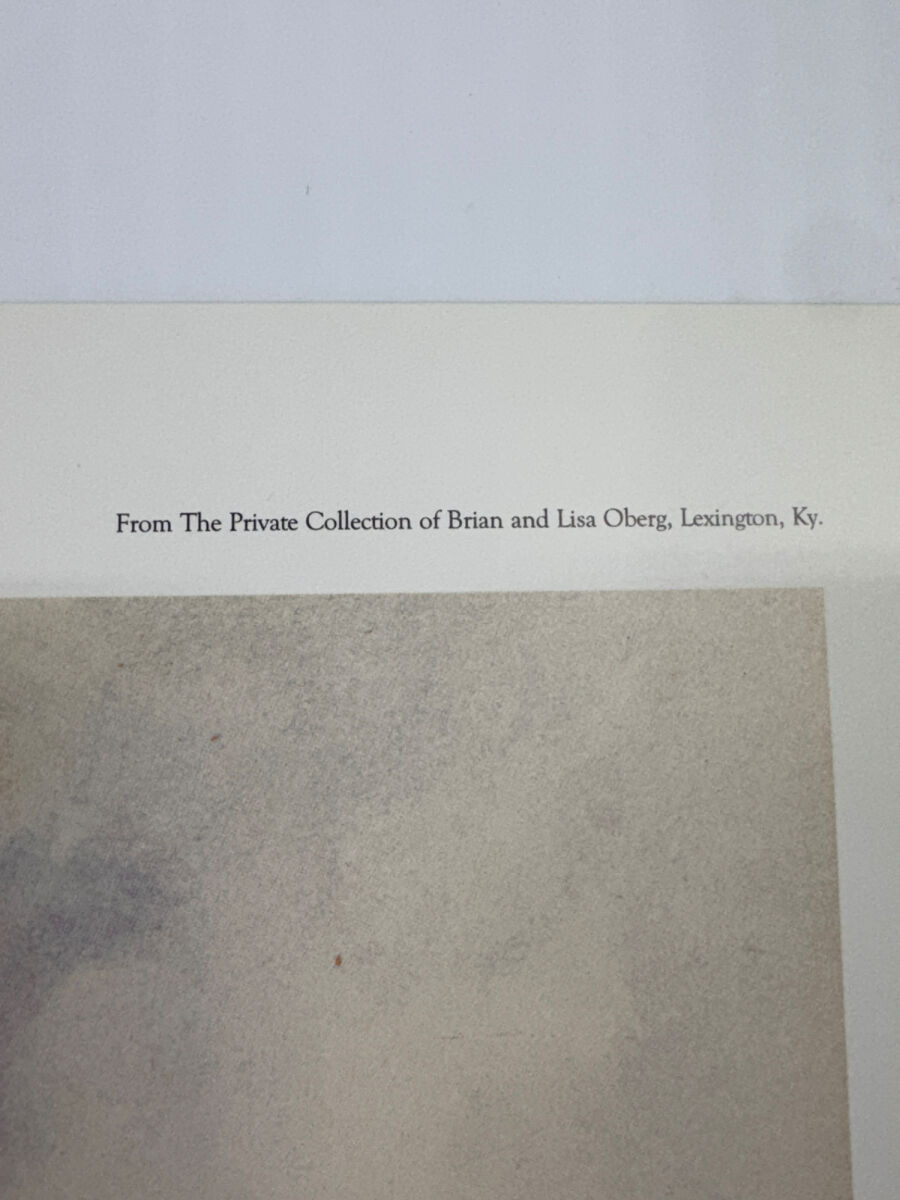 From The Private Collection of Brian and Lisa Oberg, Lexington, Ky.